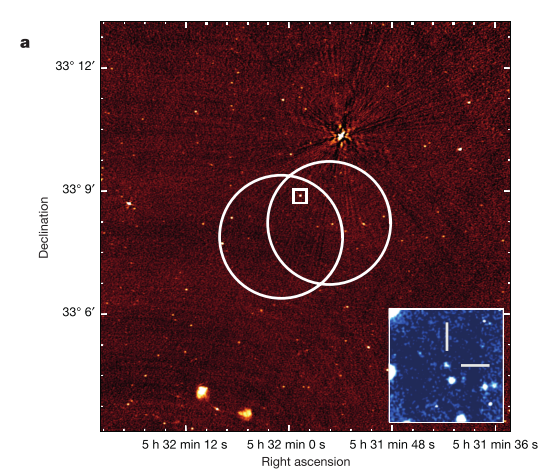 a
33° 12′
33° 9′
33° 6′
Declination
5 h 32 min 12 s
5 h 32 min 0 s
5 h 31 min 48 s
5 h 31 min 36 s
Right ascension